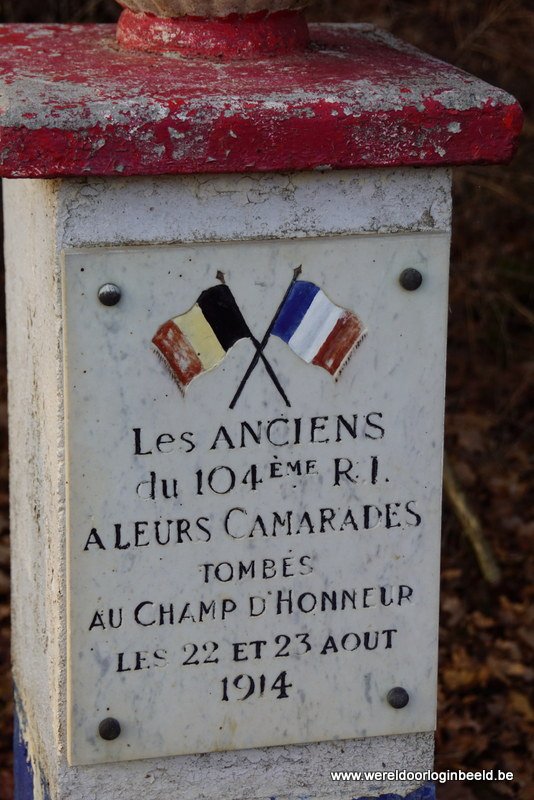 Les ANCIENS
du 104ÈME R.I.
A LEURS CAMARADES
TOMBÉS
AU CHAMP D'HONNEUR
LES 22 ET 23 AOUT
1914
www.wereldoorloginbeeld.be